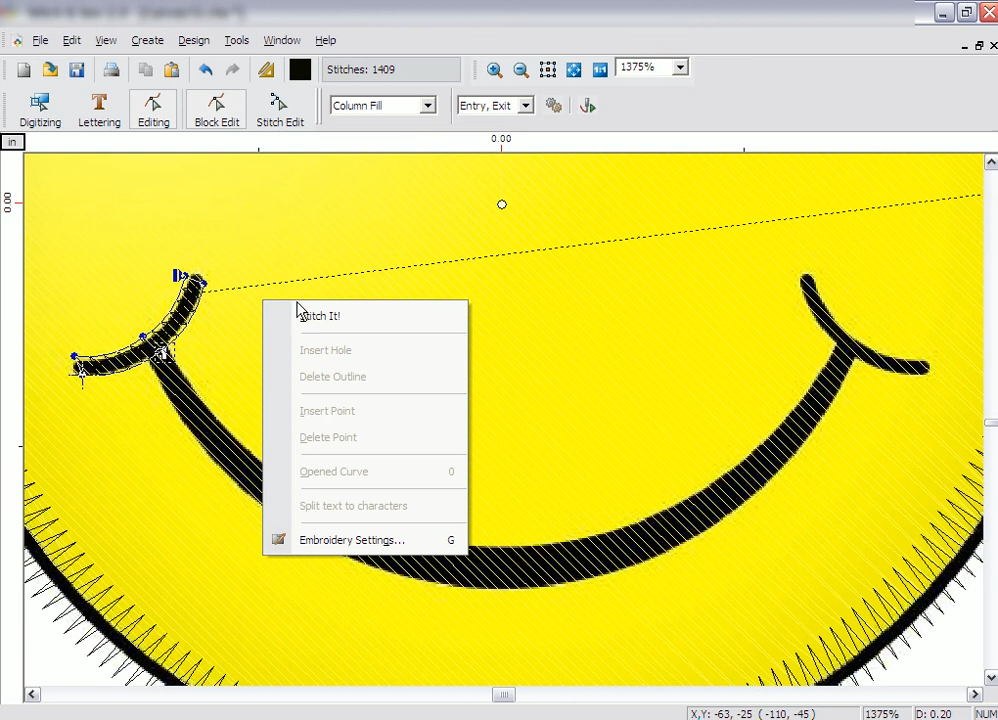 File Edit View Create Design Tools Window Help
Stitches: 1409
1:1
1375%
Digitizing Lettering Editing Block Edit Stitch Edit
Column Fill
Entry, Exit
in
0.00
0.00
Stitch It!
Insert Hole
Delete Outline
Insert Point
Delete Point
Opened Curve 0
Split text to characters
Embroidery Settings... G
X,Y: -63, -25 ( -110, -45) 1375% D: 0.20 NUM